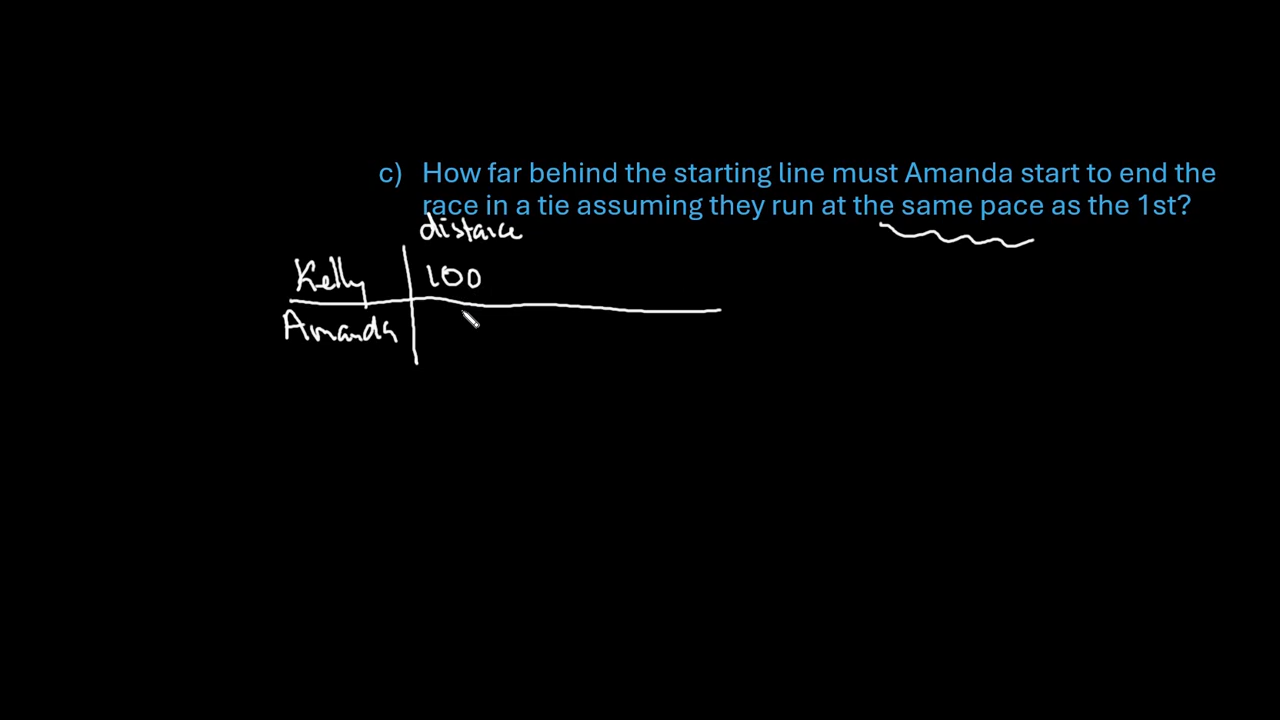 c) How far behind the starting line must Amanda start to end the
race in a tie assuming they run at the same pace as the 1st?
distance
Kelly 100
Amanda